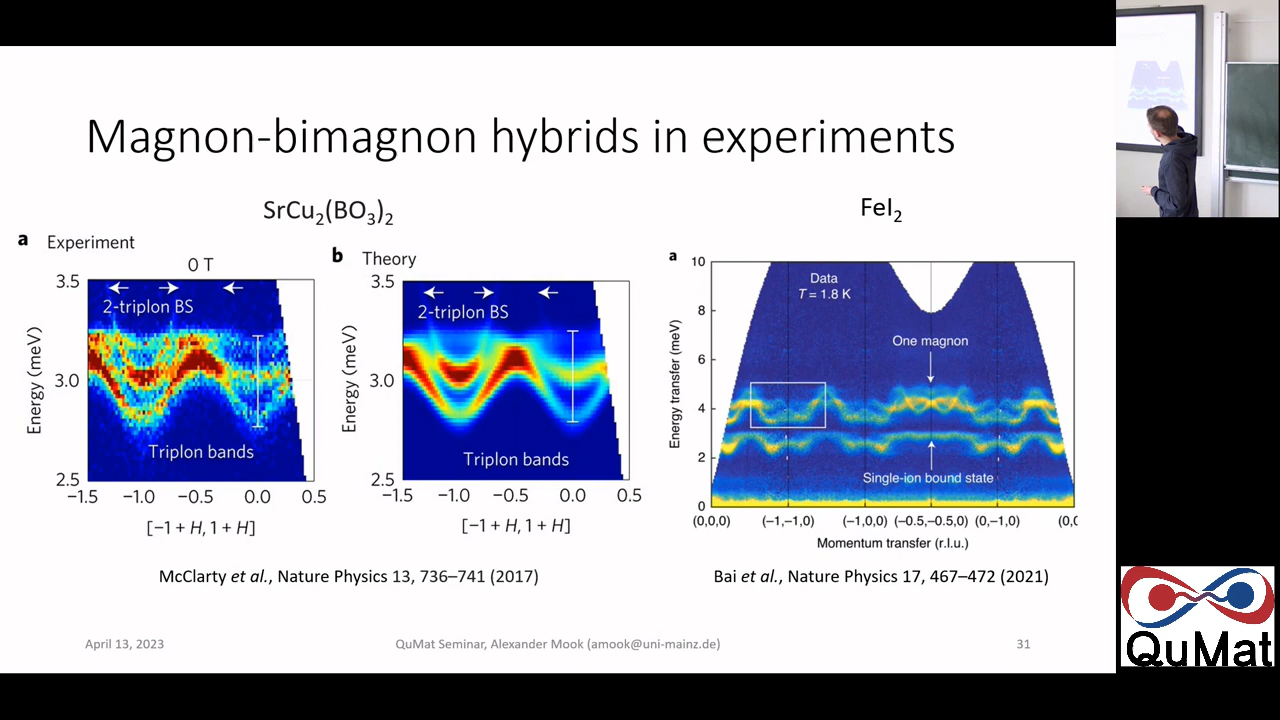 Magnon-bimagnon hybrids in experiments
SrCu₂(BO₃)₂
a Experiment
0 T
3.5
3.0
2.5
Energy (meV)
2-triplon BS
Triplon bands
−1.5 −1.0 −0.5 0.0 0.5
[−1 + H, 1 + H]
b Theory
3.5
3.0
2.5
Energy (meV)
2-triplon BS
Triplon bands
−1.5 −1.0 −0.5 0.0 0.5
[−1 + H, 1 + H]
McClarty et al., Nature Physics 13, 736–741 (2017)
FeI₂
a
10
8
6
4
2
0
Energy transfer (meV)
Data
T = 1.8 K
One magnon
Single-ion bound state
(0,0,0) (−1,−1,0) (−1,0,0) (−0.5,−0.5,0) (0,−1,0) (0,0
Momentum transfer (r.l.u.)
Bai et al., Nature Physics 17, 467–472 (2021)
April 13, 2023
QuMat Seminar, Alexander Mook (amook@uni-mainz.de)
31
QuMat